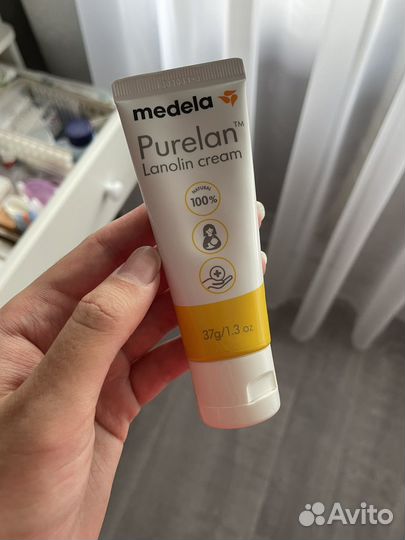 medela
Purelan™
Lanolin cream
NATURAL
100%
37g/1.3 oz
Avito